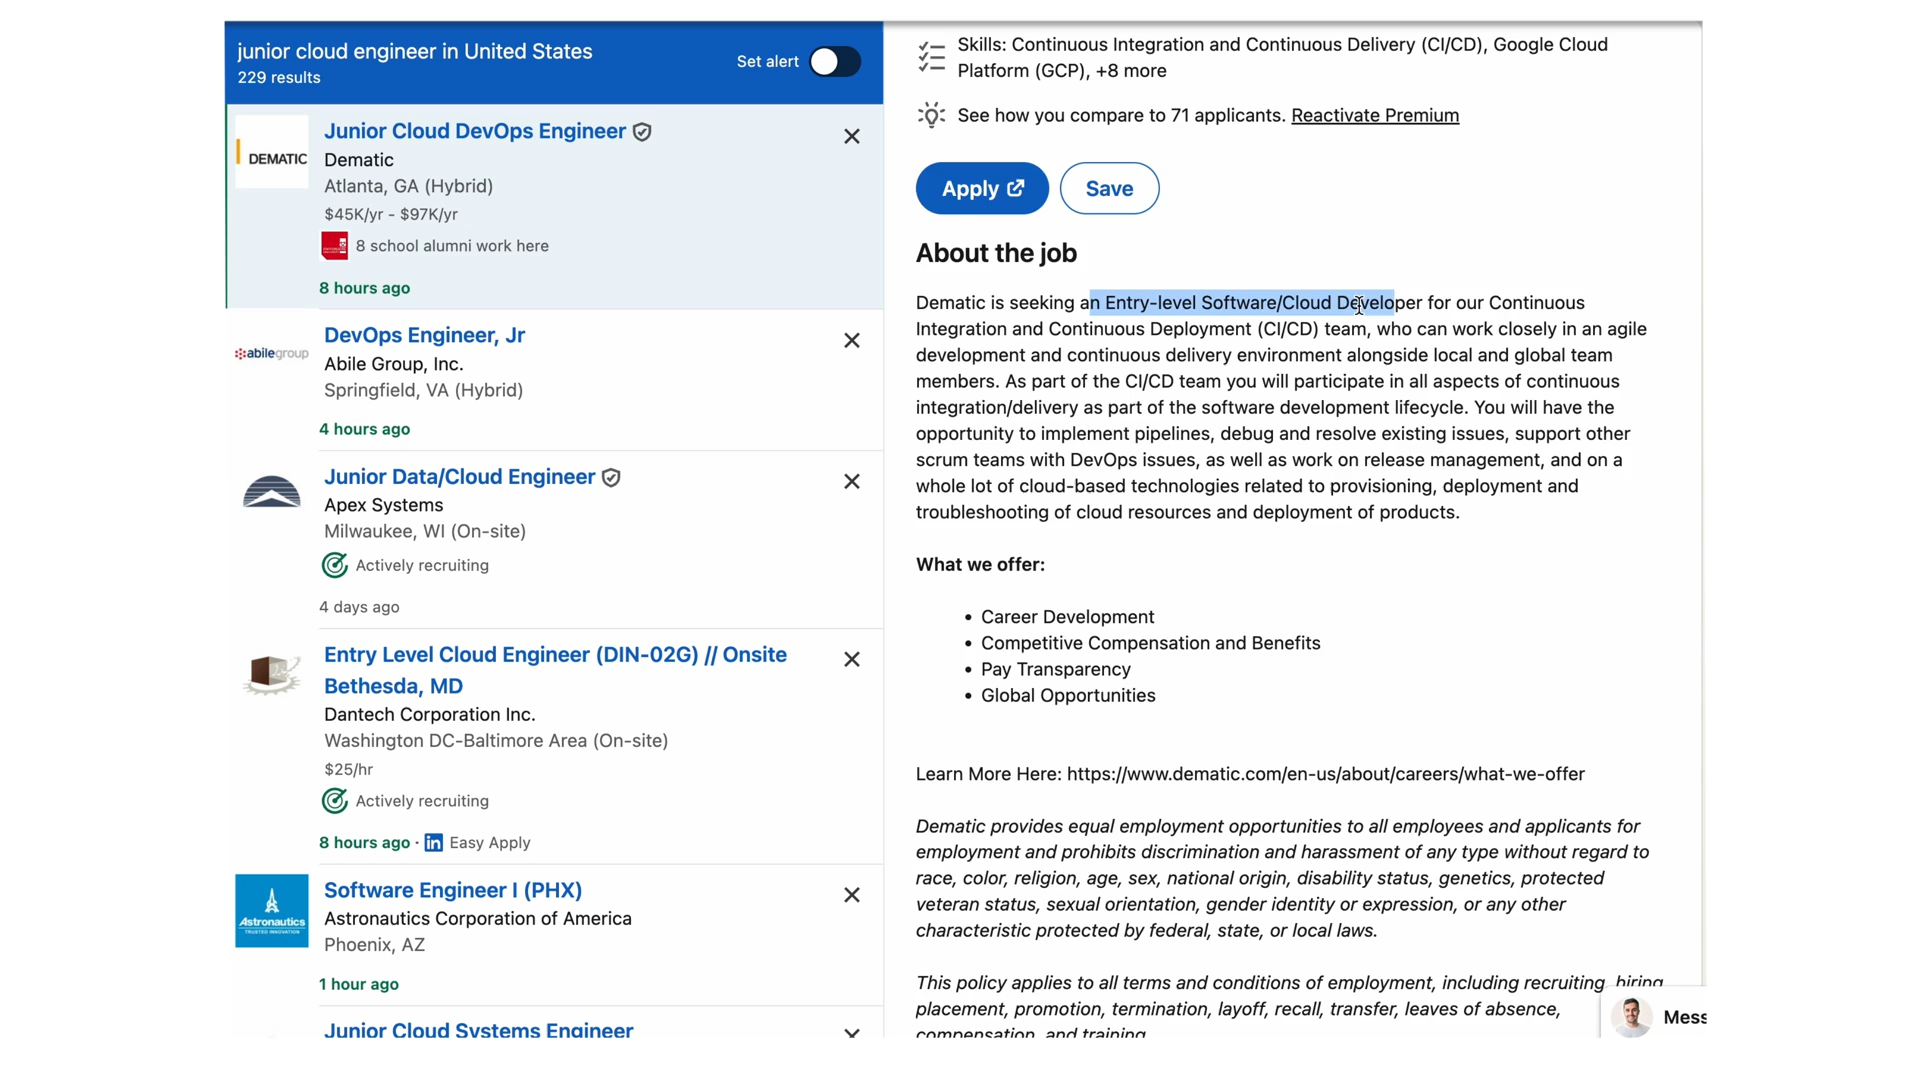 junior cloud engineer in United States
229 results
Set alert
DEMATIC
Junior Cloud DevOps Engineer
Dematic
Atlanta, GA (Hybrid)
$45K/yr - $97K/yr
8 school alumni work here
8 hours ago
abilegroup
DevOps Engineer, Jr
Abile Group, Inc.
Springfield, VA (Hybrid)
4 hours ago
Junior Data/Cloud Engineer
Apex Systems
Milwaukee, WI (On-site)
Actively recruiting
4 days ago
Entry Level Cloud Engineer (DIN-02G) // Onsite
Bethesda, MD
Dantech Corporation Inc.
Washington DC-Baltimore Area (On-site)
$25/hr
Actively recruiting
8 hours ago · in Easy Apply
Astronautics
TRUSTED INNOVATION
Software Engineer I (PHX)
Astronautics Corporation of America
Phoenix, AZ
1 hour ago
Junior Cloud Systems Engineer
Skills: Continuous Integration and Continuous Delivery (CI/CD), Google Cloud
Platform (GCP), +8 more
See how you compare to 71 applicants. Reactivate Premium
Apply
Save
About the job
Dematic is seeking an Entry-level Software/Cloud Developer for our Continuous
Integration and Continuous Deployment (CI/CD) team, who can work closely in an agile
development and continuous delivery environment alongside local and global team
members. As part of the CI/CD team you will participate in all aspects of continuous
integration/delivery as part of the software development lifecycle. You will have the
opportunity to implement pipelines, debug and resolve existing issues, support other
scrum teams with DevOps issues, as well as work on release management, and on a
whole lot of cloud-based technologies related to provisioning, deployment and
troubleshooting of cloud resources and deployment of products.
What we offer:
• Career Development
• Competitive Compensation and Benefits
• Pay Transparency
• Global Opportunities
Learn More Here: https://www.dematic.com/en-us/about/careers/what-we-offer
Dematic provides equal employment opportunities to all employees and applicants for
employment and prohibits discrimination and harassment of any type without regard to
race, color, religion, age, sex, national origin, disability status, genetics, protected
veteran status, sexual orientation, gender identity or expression, or any other
characteristic protected by federal, state, or local laws.
This policy applies to all terms and conditions of employment, including recruiting, hiring
placement, promotion, termination, layoff, recall, transfer, leaves of absence,
compensation, and training.
Mess